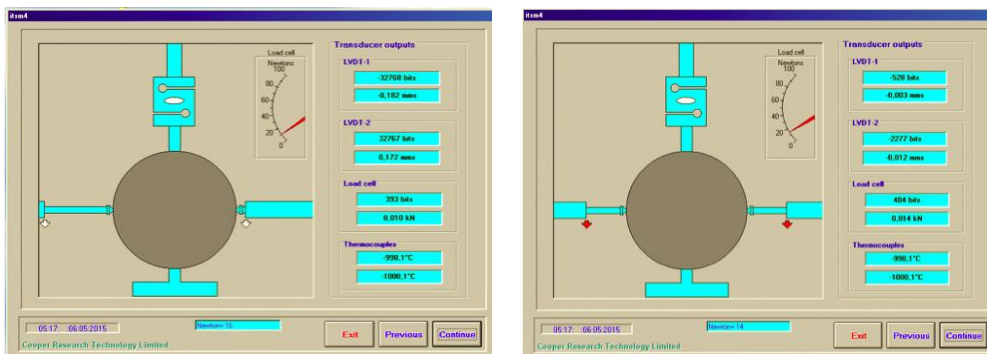 itsm4
Load cell
Newtons
100
80
60
40
20
0
Transducer outputs
LVDT-1
-32768 bits
-0,182 mms
LVDT-2
32767 bits
0,172 mms
Load cell
393 bits
0,010 kN
Thermocouples
-998,1°C
-1000,1°C
05:17: :06:05:2015
Newton= 16
Exit
Previous
Continue
Cooper Research Technology Limited
itsm4
Load cell
Newtons
100
80
60
40
20
0
Transducer outputs
LVDT-1
-528 bits
-0,003 mms
LVDT-2
-2277 bits
-0,012 mms
Load cell
404 bits
0,014 kN
Thermocouples
-998,1°C
-1000,1°C
05:17: :06:05:2015
Newton= 14
Exit
Previous
Continue
Cooper Research Technology Limited